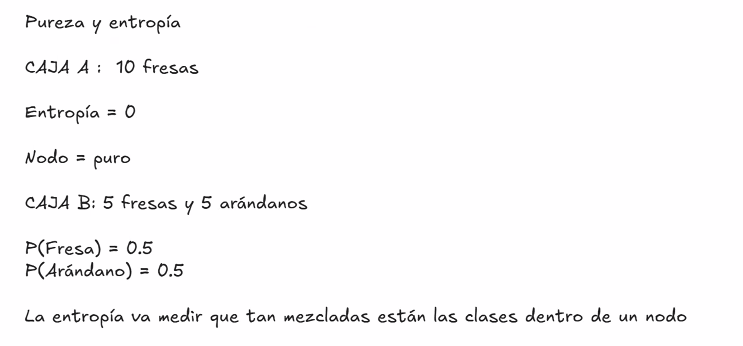 Pureza y entropía
CAJA A :  10 fresas
Entropía = 0
Nodo = puro
CAJA B: 5 fresas y 5 arándanos
P(Fresa) = 0.5
P(Arándano) = 0.5
La entropía va medir que tan mezcladas están las clases dentro de un nodo